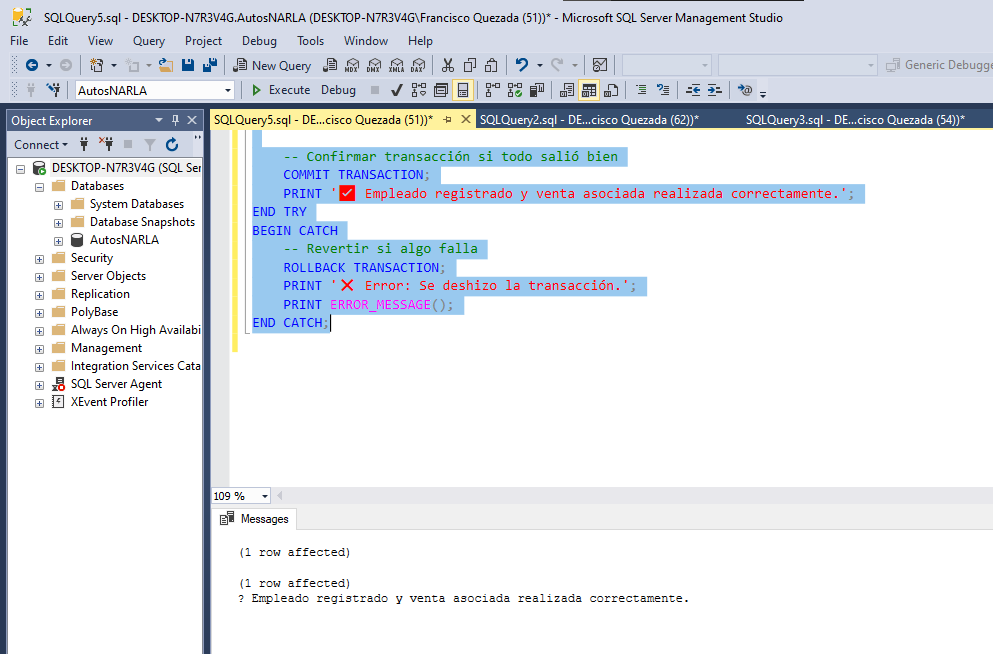 SQLQuery5.sql - DESKTOP-N7R3V4G.AutosNARLA (DESKTOP-N7R3V4G\Francisco Quezada (51))* - Microsoft SQL Server Management Studio
File Edit View Query Project Debug Tools Window Help
New Query MDX DMX XMLA DAX Generic Debugge
AutosNARLA Execute Debug
Object Explorer
SQLQuery5.sql - DE...cisco Quezada (51))* SQLQuery2.sql - DE...cisco Quezada (62))* SQLQuery3.sql - DE...cisco Quezada (54))*
Connect
DESKTOP-N7R3V4G (SQL Ser
Databases
System Databases
Database Snapshots
AutosNARLA
Security
Server Objects
Replication
PolyBase
Always On High Availabi
Management
Integration Services Cata
SQL Server Agent
XEvent Profiler
-- Confirmar transacción si todo salió bien
COMMIT TRANSACTION;
PRINT '✅ Empleado registrado y venta asociada realizada correctamente.';
END TRY
BEGIN CATCH
-- Revertir si algo falla
ROLLBACK TRANSACTION;
PRINT '❌ Error: Se deshizo la transacción.';
PRINT ERROR_MESSAGE();
END CATCH;
109 %
Messages
(1 row affected)
(1 row affected)
? Empleado registrado y venta asociada realizada correctamente.